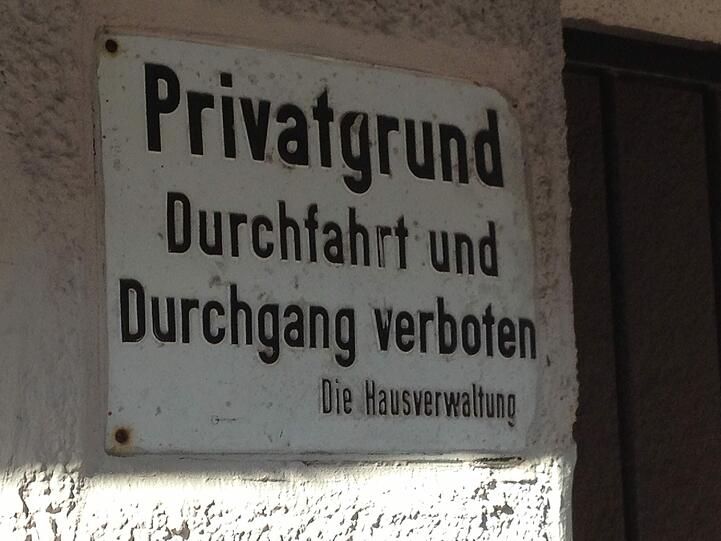 Privatgrund
Durchfahrt und
Durchgang verboten
Die Hausverwaltung